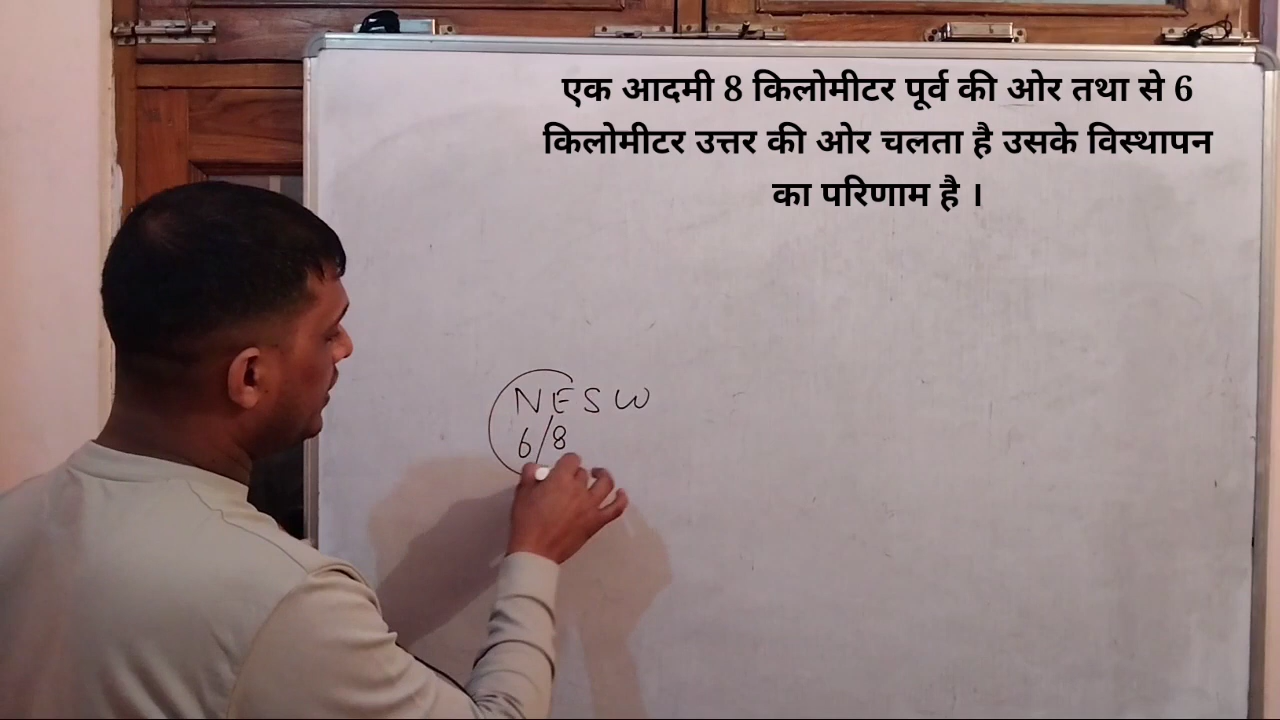 एक आदमी 8 किलोमीटर पूर्व की ओर तथा से 6
किलोमीटर उत्तर की ओर चलता है उसके विस्थापन
का परिणाम है ।
N E S W
6/8